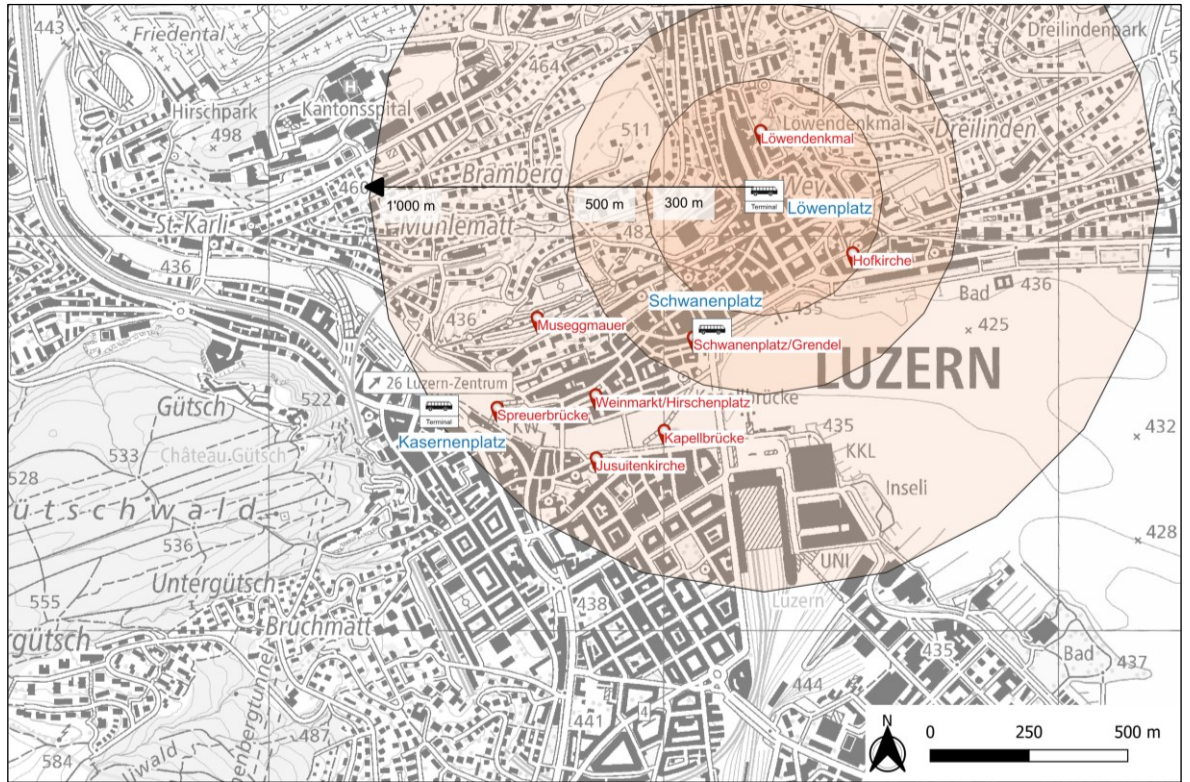 443
Friedental
464
Dreilindenpark
Kantonsspital
H
Hirschpark
498
511
Löwendenkmal
Löwendenkmal
Dreilinden
460
Bramberg
1'000 m
500 m
300 m
Terminal
Löwenplatz
St. Karli
Mühlematt
436
Hofkirche
Schwanenplatz
435
Bad
436
436
Museggmauer
425
Schwanenplatz/Grendel
LUZERN
26 Luzern-Zentrum
522
Gütsch
Weinmarkt/Hirschenplatz
Terminal
Spreuerbrücke
Kasernenplatz
Kapellbrücke
435
432
533
Château Gütsch
KKL
528
Jusuitenkirche
Inseli
ütschwald
536
428
UNI
Untergütsch
Luzern
555
438
Bruchmatt
gütsch
435
Bad
437
444
4
441
487
N
0 250 500 m
584